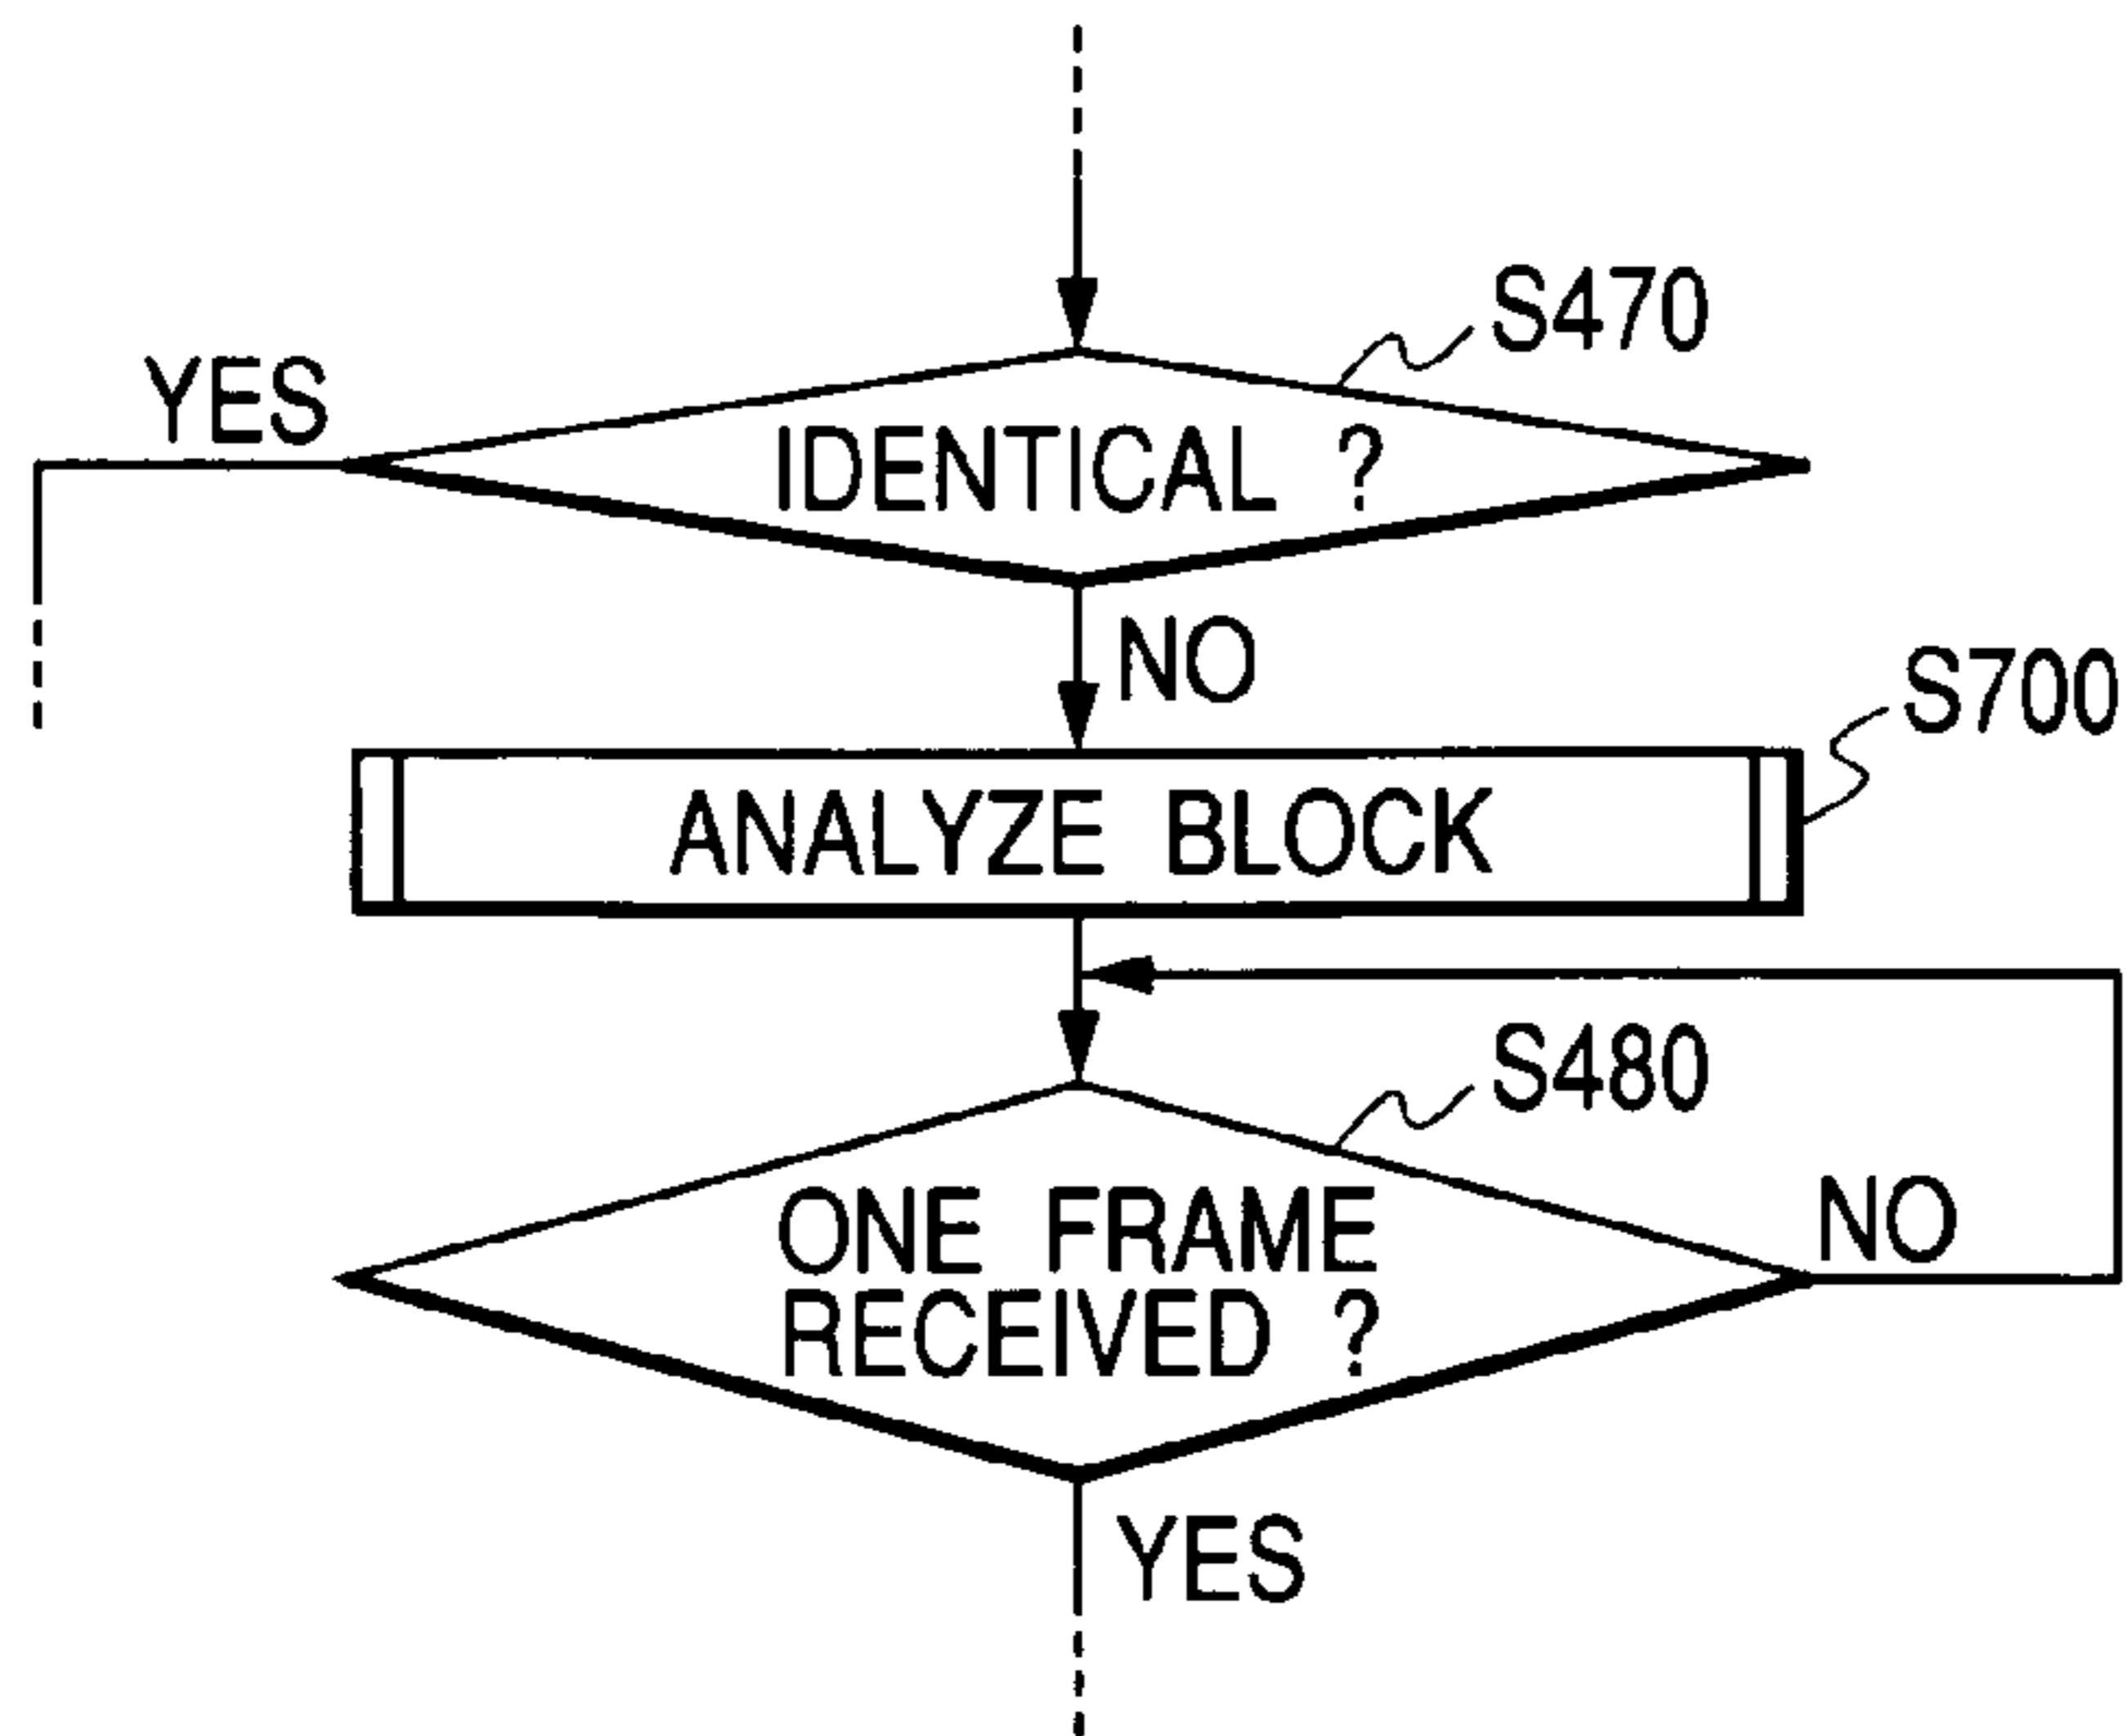 S470
YES
IDENTICAL ?
NO
S700
ANALYZE BLOCK
S480
ONE FRAME
NO
RECEIVED ?
YES